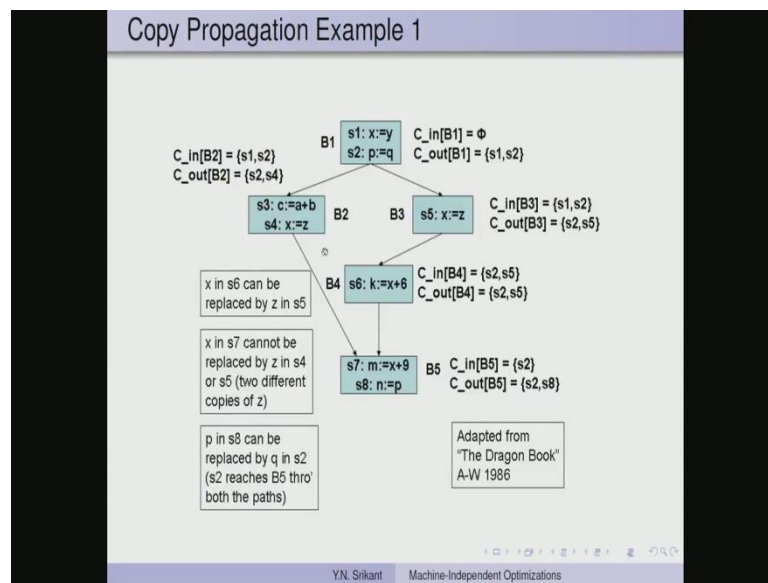 Copy Propagation Example 1
B1
s1: x:=y
s2: p:=q
C_in[B1] = Φ
C_out[B1] = {s1,s2}
C_in[B2] = {s1,s2}
C_out[B2] = {s2,s4}
s3: c:=a+b
s4: x:=z
B2
B3
s5: x:=z
C_in[B3] = {s1,s2}
C_out[B3] = {s2,s5}
x in s6 can be
replaced by z in s5
B4
s6: k:=x+6
C_in[B4] = {s2,s5}
C_out[B4] = {s2,s5}
x in s7 cannot be
replaced by z in s4
or s5 (two different
copies of z)
s7: m:=x+9
s8: n:=p
B5
C_in[B5] = {s2}
C_out[B5] = {s2,s8}
p in s8 can be
replaced by q in s2
(s2 reaches B5 thro'
both the paths)
Adapted from
"The Dragon Book"
A-W 1986
Y.N. Srikant
Machine-Independent Optimizations